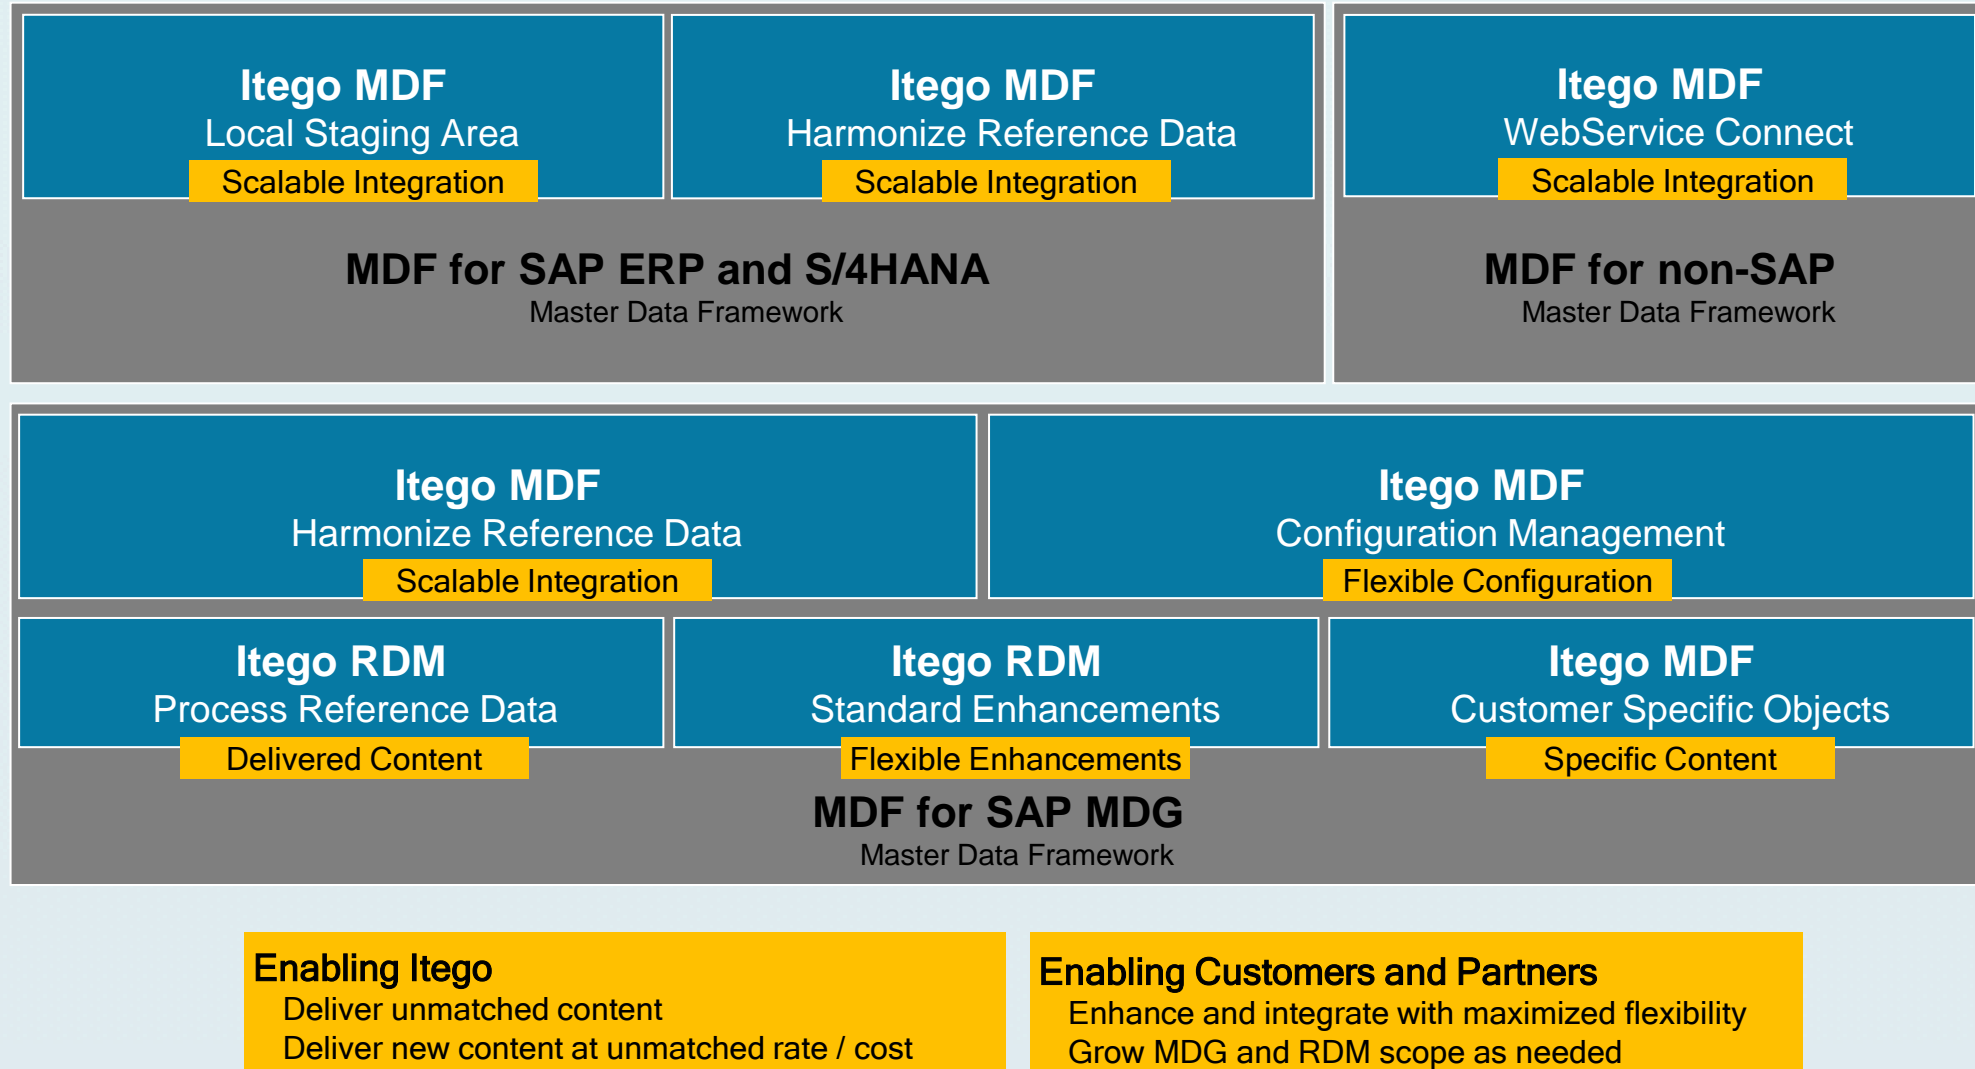 Itego MDF
Local Staging Area
Scalable Integration
Itego MDF
Harmonize Reference Data
Scalable Integration
MDF for SAP ERP and S/4HANA
Master Data Framework
Itego MDF
WebService Connect
Scalable Integration
MDF for non-SAP
Master Data Framework
Itego MDF
Harmonize Reference Data
Scalable Integration
Itego MDF
Configuration Management
Flexible Configuration
Itego RDM
Process Reference Data
Delivered Content
Itego RDM
Standard Enhancements
Flexible Enhancements
Itego MDF
Customer Specific Objects
Specific Content
MDF for SAP MDG
Master Data Framework
Enabling Itego
Deliver unmatched content
Deliver new content at unmatched rate / cost
Enabling Customers and Partners
Enhance and integrate with maximized flexibility
Grow MDG and RDM scope as needed